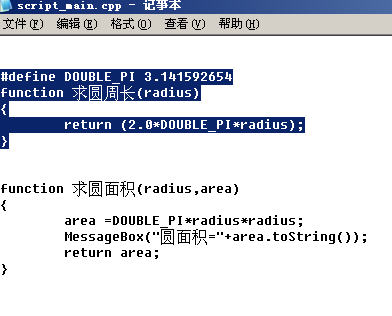 script_main.cpp - 记事本
文件(F) 编辑(E) 格式(O) 查看(V) 帮助(H)
#define DOUBLE_PI 3.141592654
function 求圆周长(radius)
{
return (2.0*DOUBLE_PI*radius);
}
function 求圆面积(radius,area)
{
area =DOUBLE_PI*radius*radius;
MessageBox("圆面积="+area.toString());
return area;
}